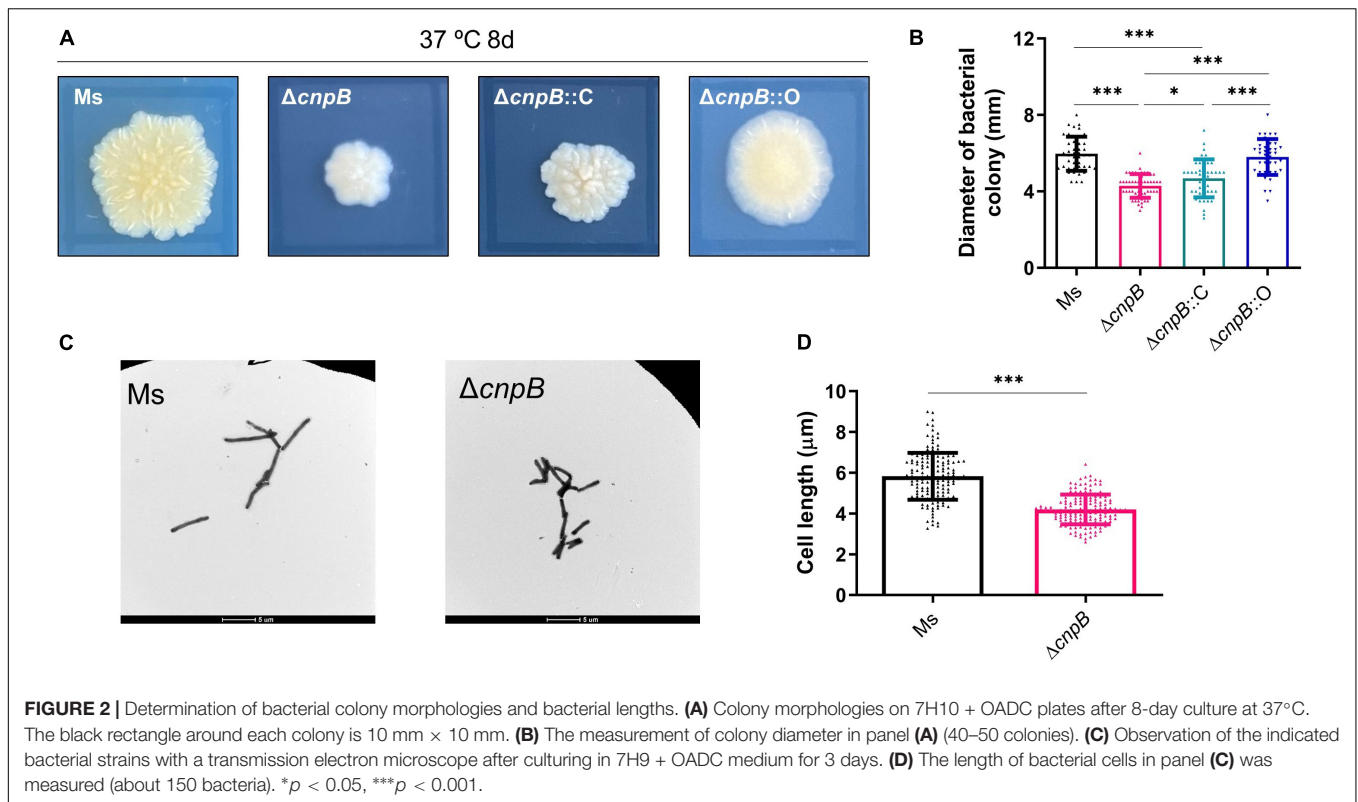 A
37 ºC 8d
Ms
ΔcnpB
ΔcnpB::C
ΔcnpB::O
B
Diameter of bacterial
colony (mm)
12
8
4
0
***
***
***
*
***
Ms
ΔcnpB
ΔcnpB::C
ΔcnpB::O
C
Ms
5 um
ΔcnpB
5 um
D
Cell length (μm)
10
8
6
4
2
0
***
Ms
ΔcnpB
FIGURE 2 | Determination of bacterial colony morphologies and bacterial lengths. (A) Colony morphologies on 7H10 + OADC plates after 8-day culture at 37°C.
The black rectangle around each colony is 10 mm × 10 mm. (B) The measurement of colony diameter in panel (A) (40–50 colonies). (C) Observation of the indicated
bacterial strains with a transmission electron microscope after culturing in 7H9 + OADC medium for 3 days. (D) The length of bacterial cells in panel (C) was
measured (about 150 bacteria). *p < 0.05, ***p < 0.001.